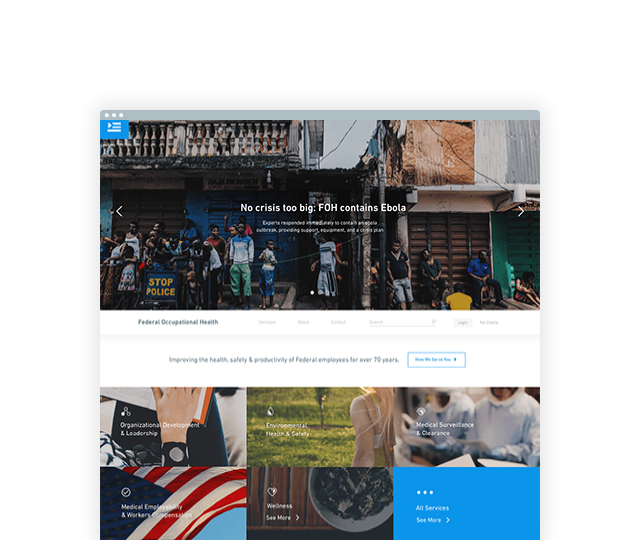 No crisis too big: FOH contains Ebola
Experts responded immediately to contain an ebola
outbreak, providing support, equipment, and a crisis plan
STOP
POLICE
Federal Occupational Health
Services
About
Contact
Search
Login
For Clients
Improving the health, safety & productivity of Federal employees for over 70 years.
How We Serve You
Organizational Development
& Leadership
Environmental
Health & Safety
Medical Surveillance
& Clearance
Medical Employability
& Workers Compensation
Wellness
See More
All Services
See More